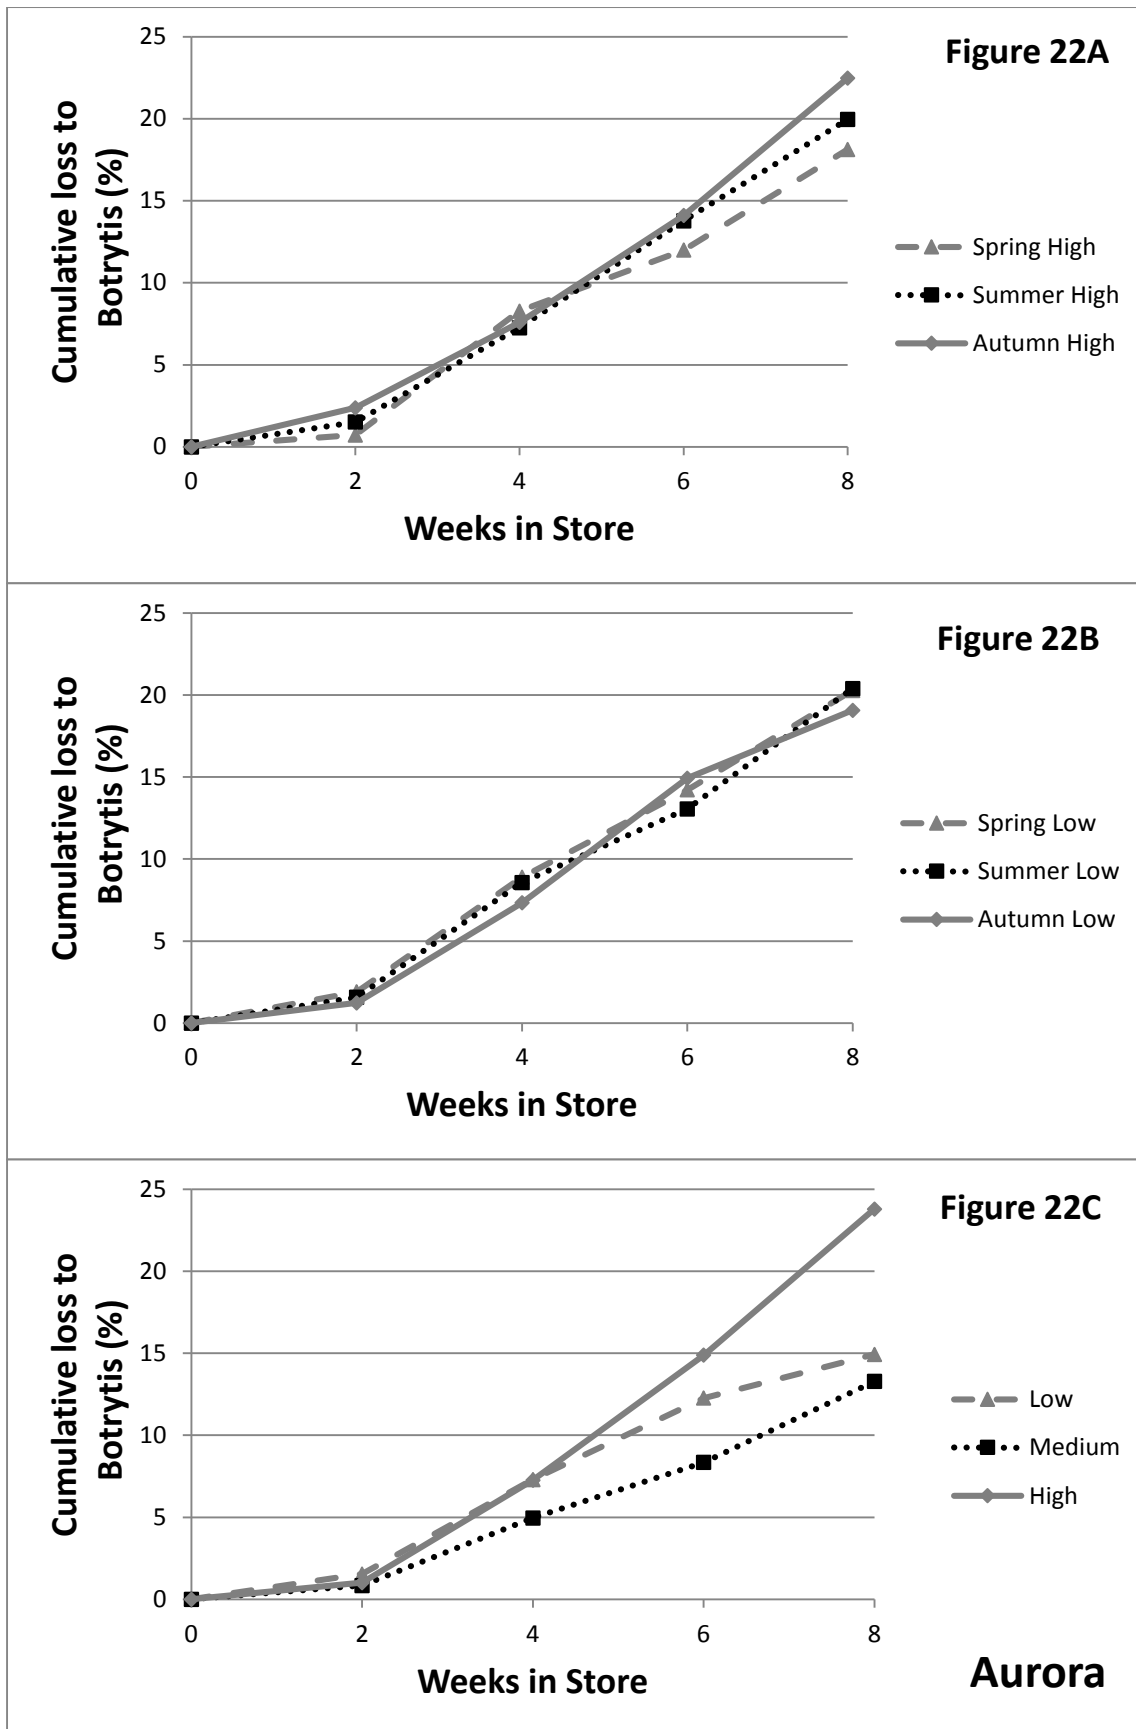 Figure 22A
Cumulative loss to
Botrytis (%)
25
20
15
10
5
0
0 2 4 6 8
Weeks in Store
Spring High
Summer High
Autumn High
Figure 22B
Cumulative loss to
Botrytis (%)
25
20
15
10
5
0
0 2 4 6 8
Weeks in Store
Spring Low
Summer Low
Autumn Low
Figure 22C
Cumulative loss to
Botrytis (%)
25
20
15
10
5
0
0 2 4 6 8
Weeks in Store
Low
Medium
High
Aurora